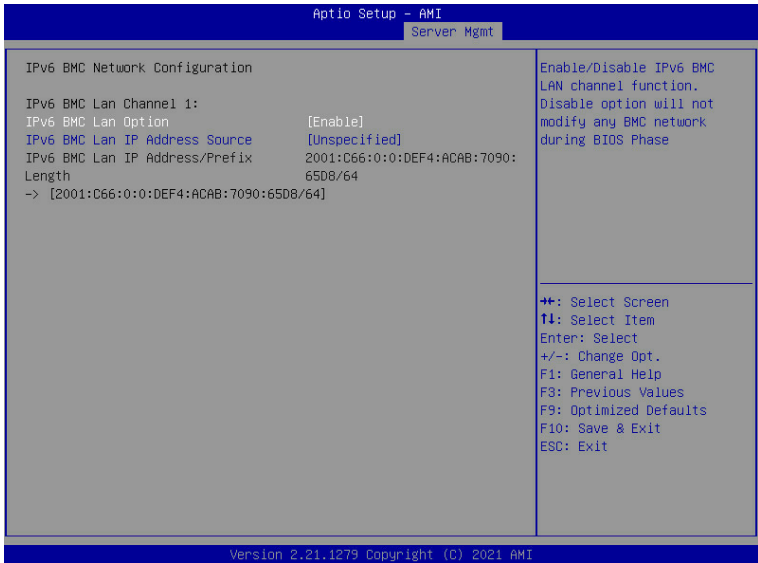 Aptio Setup – AMI
Server Mgmt
IPv6 BMC Network Configuration
IPv6 BMC Lan Channel 1:
IPv6 BMC Lan Option [Enable]
IPv6 BMC Lan IP Address Source [Unspecified]
IPv6 BMC Lan IP Address/Prefix 2001:C66:0:0:DEF4:ACAB:7090:
Length 65D8/64
-> [2001:C66:0:0:DEF4:ACAB:7090:65D8/64]
Enable/Disable IPv6 BMC
LAN channel function.
Disable option will not
modify any BMC network
during BIOS Phase
→←: Select Screen
↑↓: Select Item
Enter: Select
+/-: Change Opt.
F1: General Help
F3: Previous Values
F9: Optimized Defaults
F10: Save & Exit
ESC: Exit
Version 2.21.1279 Copyright (C) 2021 AMI